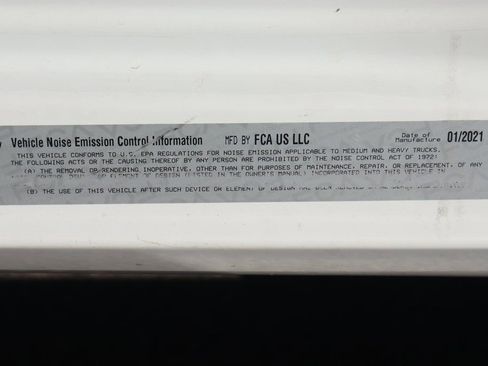 Vehicle Noise Emission Control Information MFD BY FCA US LLC Date of Manufacture 01/2021
THIS VEHICLE CONFORMS TO U.S. EPA REGULATIONS FOR NOISE EMISSION APPLICABLE TO MEDIUM AND HEAVY TRUCKS.
THE FOLLOWING ACTS OR THE CAUSING THEREOF BY ANY PERSON ARE PROHIBITED BY THE NOISE CONTROL ACT OF 1972:
(A) THE REMOVAL OR RENDERING INOPERATIVE, OTHER THAN FOR PURPOSES OF MAINTENANCE, REPAIR, OR REPLACEMENT, OF ANY
OR ELEMENT OF DESIGN (LISTED IN THE OWNER'S MANUAL) INCORPORATED INTO THIS VEHICLE IN
(B) THE USE OF THIS VEHICLE AFTER SUCH DEVICE OR ELEMENT OF DESIGN HAS BEEN REMOVED